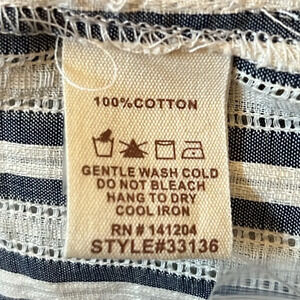 100%COTTON
GENTLE WASH COLD
DO NOT BLEACH
HANG TO DRY
COOL IRON
RN # 141204
STYLE#33136